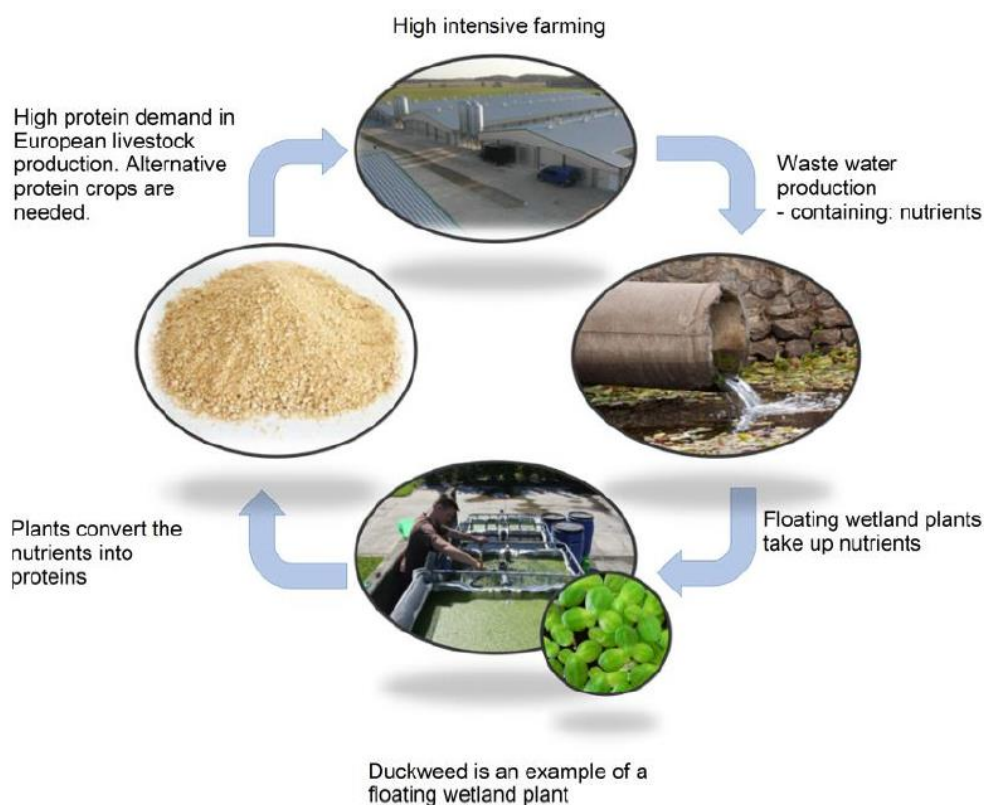 High intensive farming
High protein demand in
European livestock
production. Alternative
protein crops are
needed.
Waste water
production
- containing: nutrients
Floating wetland plants
take up nutrients
Plants convert the
nutrients into
proteins
Duckweed is an example of a
floating wetland plant